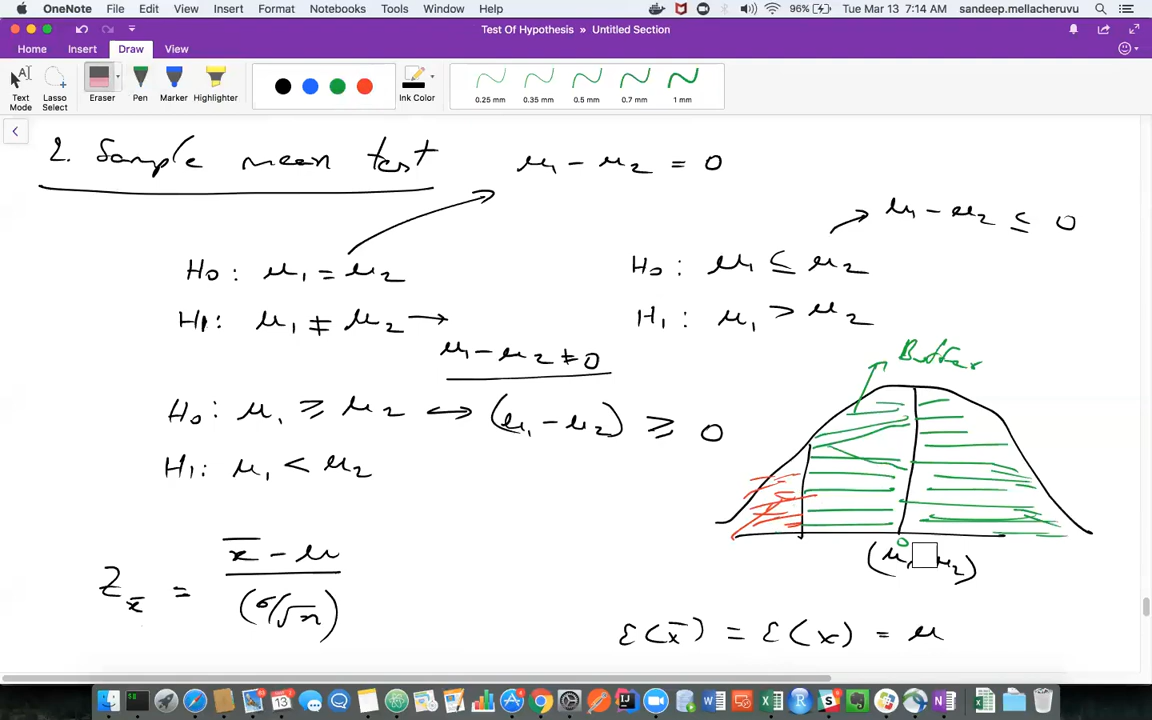 OneNote File Edit View Insert Format Notebooks Tools Window Help 96% Tue Mar 13 7:14 AM sandeep.mellacheruvu
Test Of Hypothesis » Untitled Section
Home Insert Draw View
Text Mode
Lasso Select
Eraser
Pen
Marker
Highlighter
Ink Color
0.25 mm 0.35 mm 0.5 mm 0.7 mm 1 mm
2. Sample mean test
μ1 - μ2 = 0
μ1 - μ2 ≤ 0
H0 : μ1 = μ2
H0 : μ1 ≤ μ2
H1 : μ1 ≠ μ2 →
H1 : μ1 > μ2
μ1 - μ2 ≠ 0
Buffer
H0 : μ1 ≥ μ2 ↔ (μ1 - μ2) ≥ 0
H1 : μ1 < μ2
0
(μ1 μ2)
Z x̄ = x̄ - μ / (σ/√n)
E(x̄) = E(x) = μ